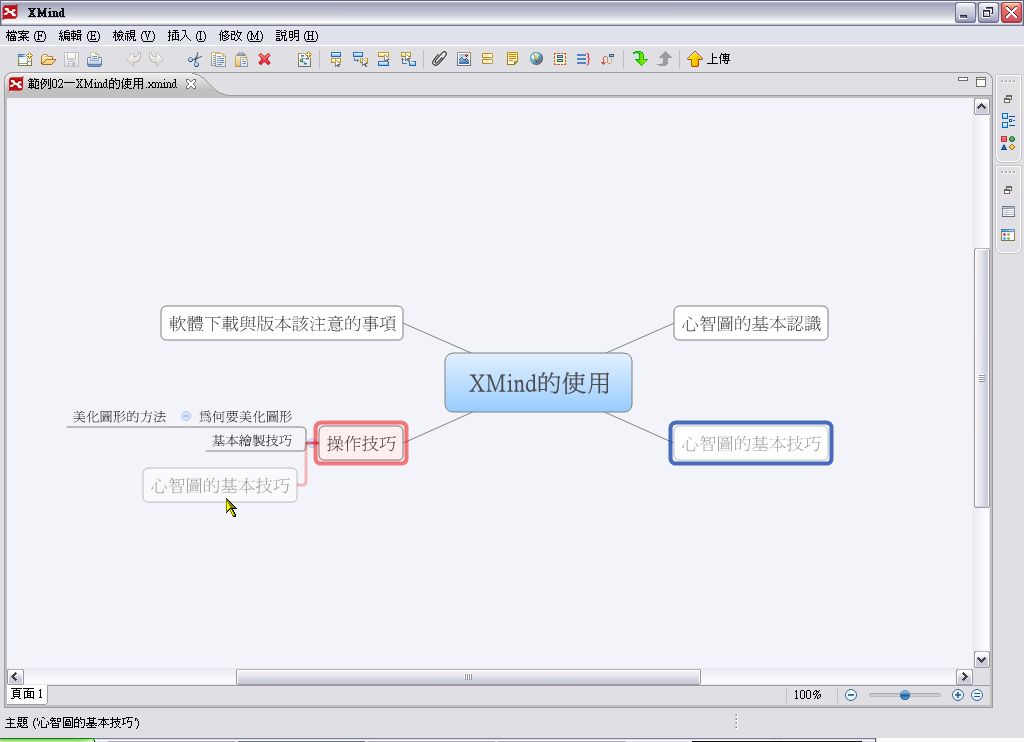 XMind
檔案 (F) 編輯 (E) 檢視 (V) 插入 (I) 修改 (M) 說明 (H)
上傳
範例02—XMind的使用.xmind
軟體下載與版本該注意的事項
心智圖的基本認識
XMind的使用
美化圖形的方法
爲何要美化圖形
基本繪製技巧
操作技巧
心智圖的基本技巧
心智圖的基本技巧
頁面 1
100%
主題 ('心智圖的基本技巧')